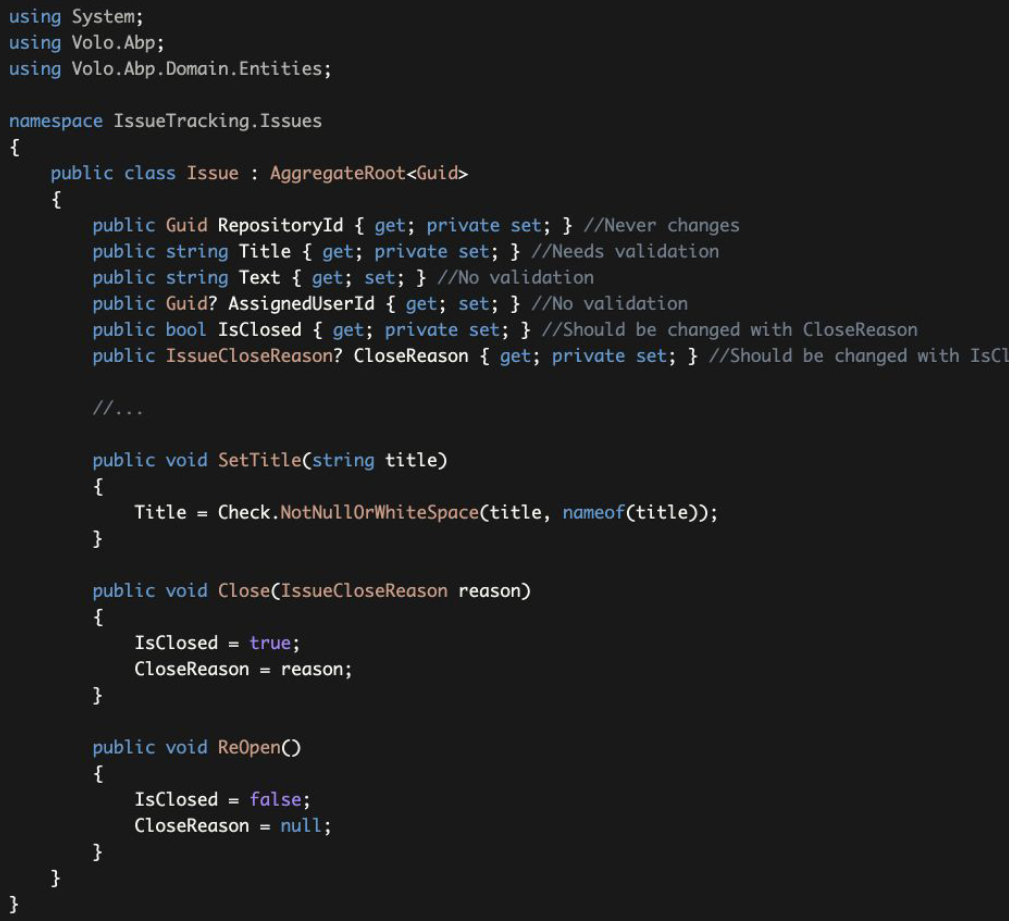 using System;
using Volo.Abp;
using Volo.Abp.Domain.Entities;

namespace IssueTracking.Issues
{
    public class Issue : AggregateRoot<Guid>
    {
        public Guid RepositoryId { get; private set; } //Never changes
        public string Title { get; private set; } //Needs validation
        public string Text { get; set; } //No validation
        public Guid? AssignedUserId { get; set; } //No validation
        public bool IsClosed { get; private set; } //Should be changed with CloseReason
        public IssueCloseReason? CloseReason { get; private set; } //Should be changed with IsCl

        //...

        public void SetTitle(string title)
        {
            Title = Check.NotNullOrWhiteSpace(title, nameof(title));
        }

        public void Close(IssueCloseReason reason)
        {
            IsClosed = true;
            CloseReason = reason;
        }

        public void ReOpen()
        {
            IsClosed = false;
            CloseReason = null;
        }
    }
}